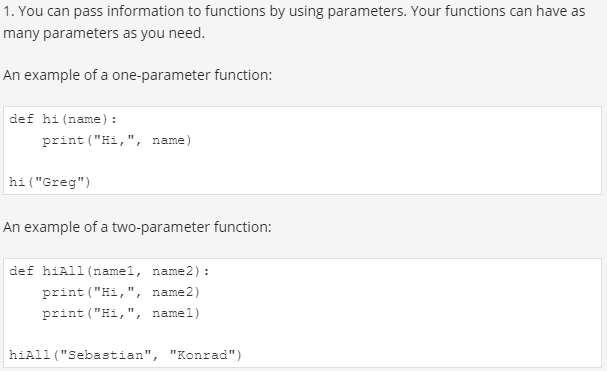 1. You can pass information to functions by using parameters. Your functions can have as
many parameters as you need.
An example of a one-parameter function:
def hi(name):
    print("Hi,", name)
hi("Greg")
An example of a two-parameter function:
def hiAll(name1, name2):
    print("Hi,", name2)
    print("Hi,", name1)
hiAll("Sebastian", "Konrad")